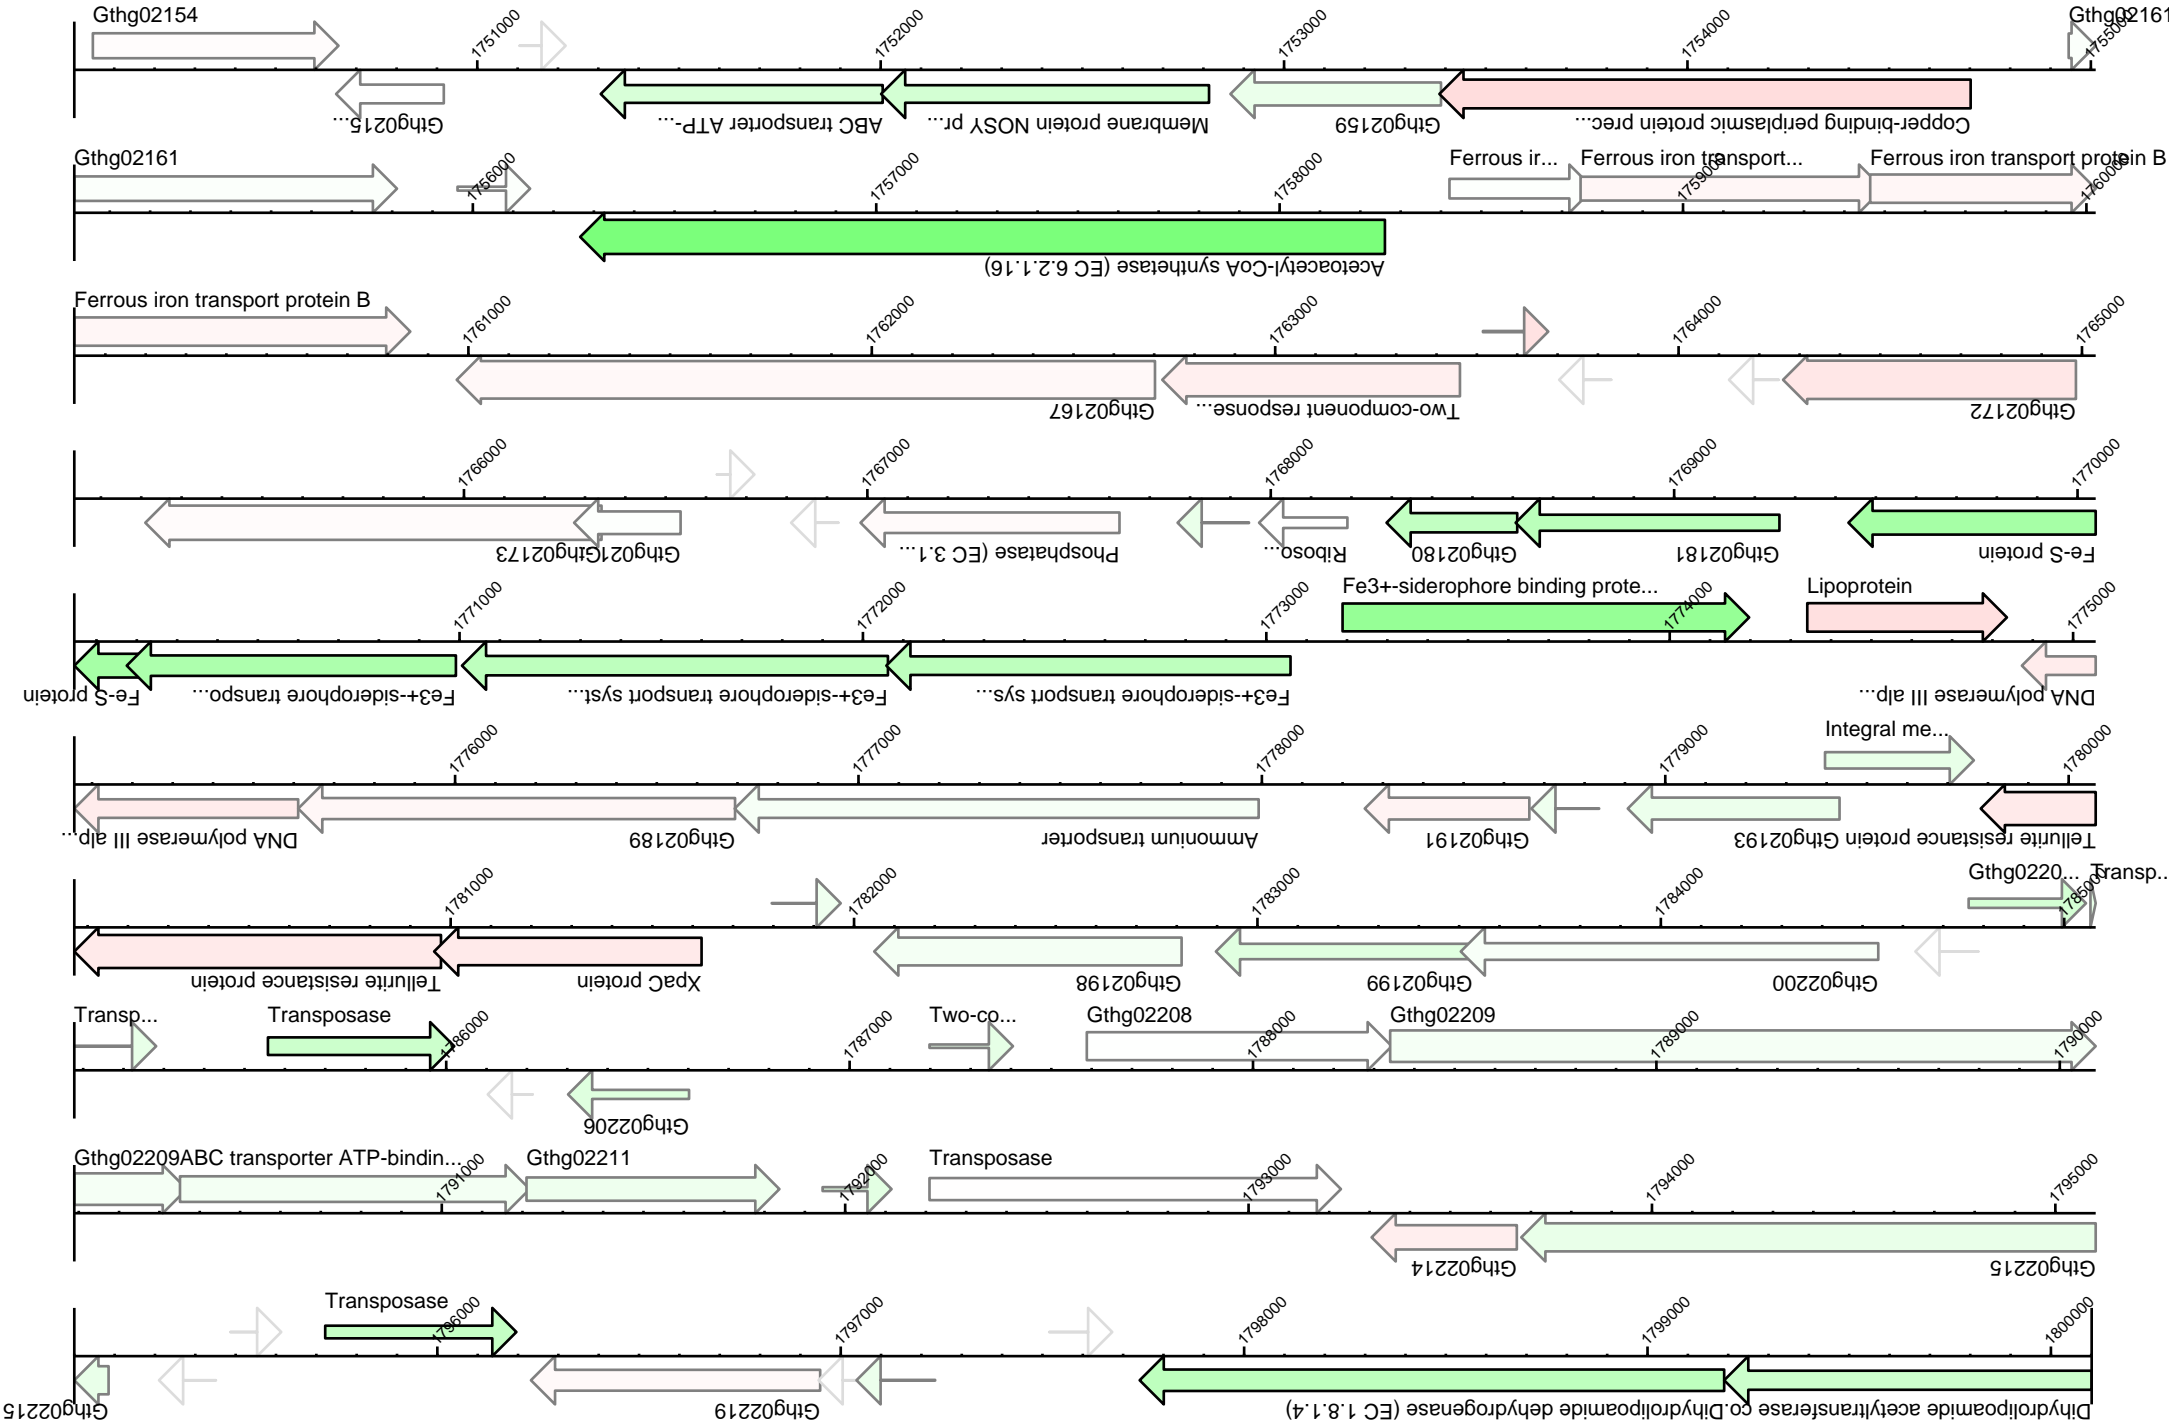 Gthg02154
Gthg02161
1751000
1752000
1753000
1754000
1755000
Gthg0215...
ABC transporter ATP-...
Membrane protein NOSY pr...
Gthg02159
Copper-binding periplasmic protein prec...
Gthg02161
Ferrous ir...
Ferrous iron transport...
Ferrous iron transport protein B
1756000
1757000
1758000
1759000
1760000
Acetoacetyl-CoA synthetase (EC 6.2.1.16)
Ferrous iron transport protein B
1761000
1762000
1763000
1764000
1765000
Gthg02167
Two-component response...
Gthg02172
1766000
1767000
1768000
1769000
1770000
Gthg02173
Phosphatase (EC 3.1...
Riboso...
Gthg02180
Gthg02181
Fe-S protein
Fe3+-siderophore binding prote...
Lipoprotein
1771000
1772000
1773000
1774000
1775000
Fe-S protein
Fe3+-siderophore transpo...
Fe3+-siderophore transport syst...
Fe3+-siderophore transport sys...
DNA polymerase III alp...
Integral me...
1776000
1777000
1778000
1779000
1780000
DNA polymerase III alp...
Gthg02189
Ammonium transporter
Gthg02191
Gthg02193
Tellurite resistance protein
Gthg0220...
Transp...
1781000
1782000
1783000
1784000
1785000
Tellurite resistance protein
XpaC protein
Gthg02198
Gthg02199
Gthg02200
Transp...
Transposase
Two-co...
Gthg02208
Gthg02209
1786000
1787000
1788000
1789000
1790000
Gthg02206
Gthg02209
ABC transporter ATP-bindin...
Gthg02211
Transposase
1791000
1792000
1793000
1794000
1795000
Gthg02214
Gthg02215
Transposase
1796000
1797000
1798000
1799000
1800000
Gthg02215
Gthg02219
Dihydrolipoamide dehydrogenase (EC 1.8.1.4)
Dihydrolipoamide acetyltransferase co.